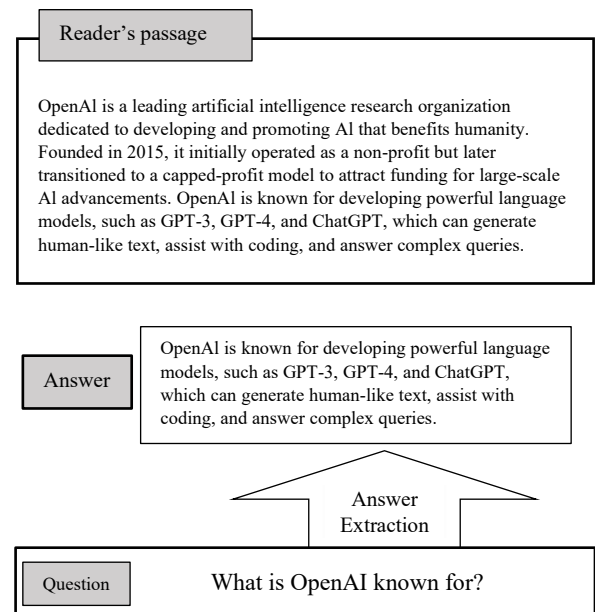 Reader's passage
OpenAl is a leading artificial intelligence research organization
dedicated to developing and promoting Al that benefits humanity.
Founded in 2015, it initially operated as a non-profit but later
transitioned to a capped-profit model to attract funding for large-scale
Al advancements. OpenAl is known for developing powerful language
models, such as GPT-3, GPT-4, and ChatGPT, which can generate
human-like text, assist with coding, and answer complex queries.
Answer
OpenAl is known for developing powerful language
models, such as GPT-3, GPT-4, and ChatGPT,
which can generate human-like text, assist with
coding, and answer complex queries.
Answer
Extraction
Question
What is OpenAI known for?